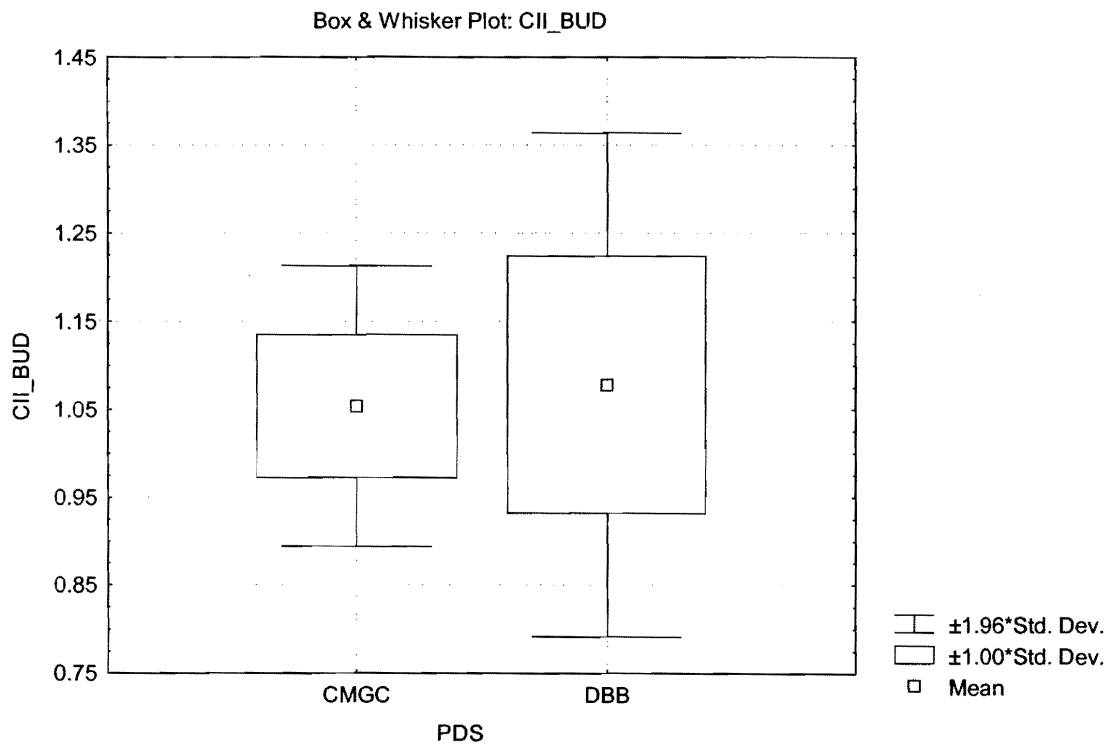 Box & Whisker Plot: CII_BUD
1.45
1.35
1.25
1.15
1.05
0.95
0.85
0.75
CII_BUD
CMGC
DBB
PDS
±1.96*Std. Dev.
±1.00*Std. Dev.
Mean